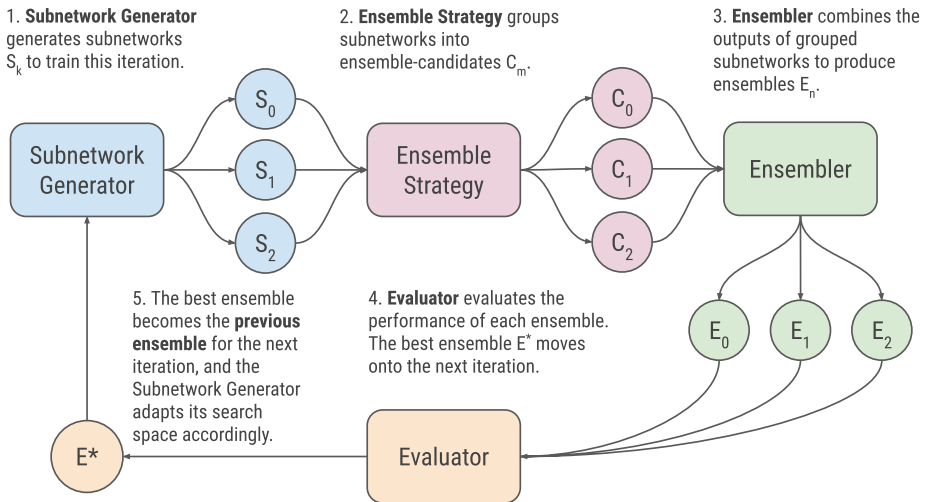 1. Subnetwork Generator
generates subnetworks
Sk to train this iteration.
2. Ensemble Strategy groups
subnetworks into
ensemble-candidates Cm.
3. Ensembler combines the
outputs of grouped
subnetworks to produce
ensembles En.
Subnetwork
Generator
S0
S1
S2
Ensemble
Strategy
C0
C1
C2
Ensembler
E0
E1
E2
5. The best ensemble
becomes the previous
ensemble for the next
iteration, and the
Subnetwork Generator
adapts its search
space accordingly.
4. Evaluator evaluates the
performance of each ensemble.
The best ensemble E* moves
onto the next iteration.
E*
Evaluator